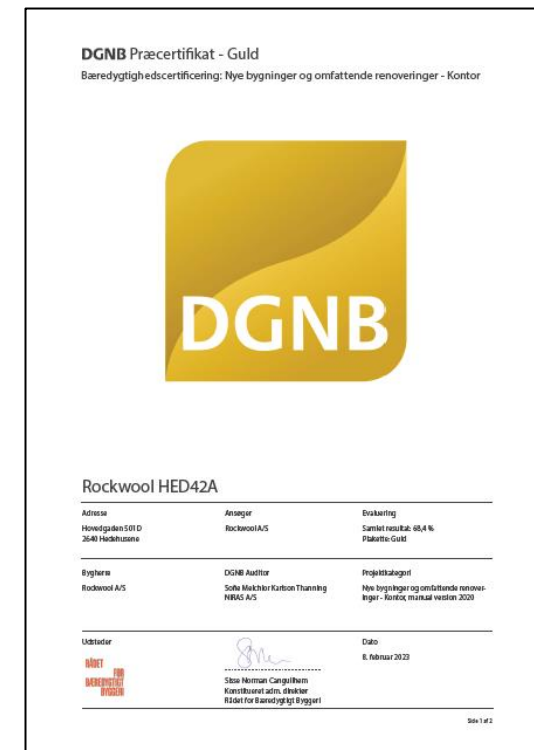 DGNB Præcertifikat - Guld
Bæredygtighedscertificering: Nye bygninger og omfattende renoveringer - Kontor
DGNB
Rockwool HED42A
Adresse
Hovedgaden 501 D
2640 Hedehusene
Ansøger
Rockwool A/S
Evaluering
Samlet resultat: 68,4 %
Plakette: Guld
Bygherre
Rockwool A/S
DGNB Auditor
Sofie Melchior Karlson Thanning
NIRAS A/S
Projektkategori
Nye bygninger og omfattende renover-
inger - Kontor, manual version 2020
Udsteder
RÅDET
FOR
BÆREDYGTIGT
BYGGERI
Sisse Norman Canguilhem
Konstitueret adm. direktør
Rådet for Bæredygtigt Byggeri
Dato
8. februar 2023
Side 1 af 2